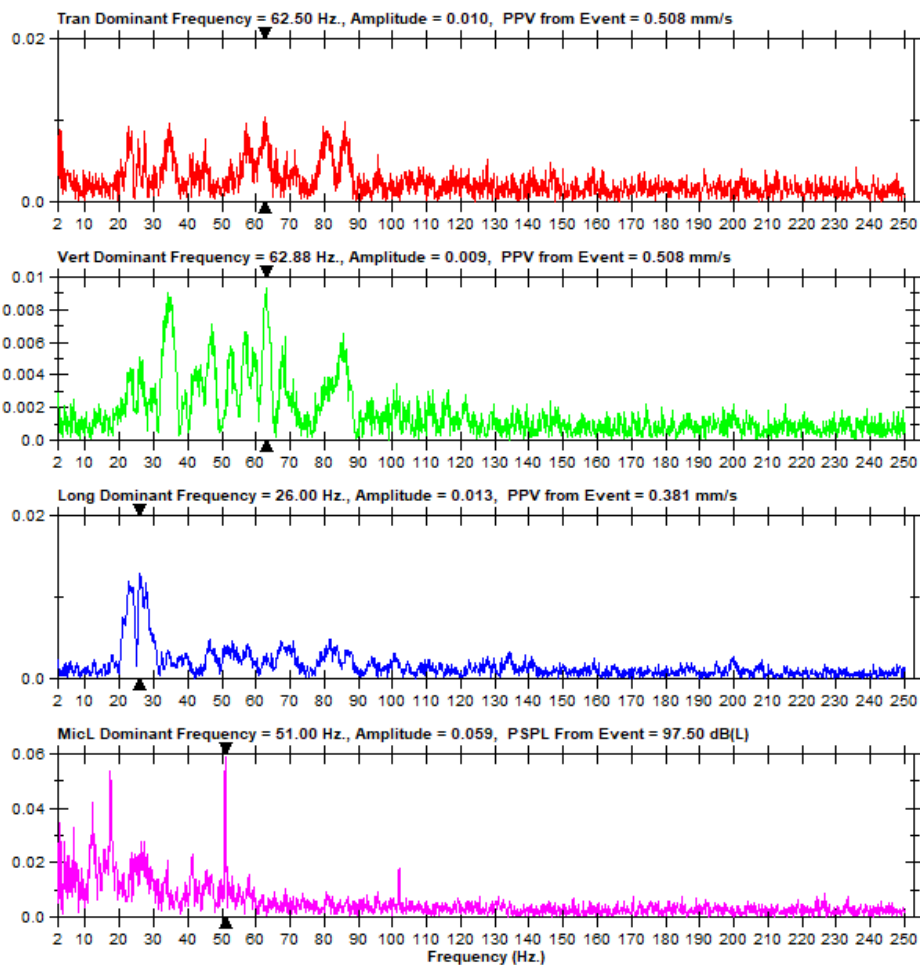 Tran Dominant Frequency = 62.50 Hz., Amplitude = 0.010, PPV from Event = 0.508 mm/s
0.02
0.0
2 10 20 30 40 50 60 70 80 90 100 110 120 130 140 150 160 170 180 190 200 210 220 230 240 250
Vert Dominant Frequency = 62.88 Hz., Amplitude = 0.009, PPV from Event = 0.508 mm/s
0.01
0.008
0.006
0.004
0.002
0.0
2 10 20 30 40 50 60 70 80 90 100 110 120 130 140 150 160 170 180 190 200 210 220 230 240 250
Long Dominant Frequency = 26.00 Hz., Amplitude = 0.013, PPV from Event = 0.381 mm/s
0.02
0.0
2 10 20 30 40 50 60 70 80 90 100 110 120 130 140 150 160 170 180 190 200 210 220 230 240 250
MicL Dominant Frequency = 51.00 Hz., Amplitude = 0.059, PSPL From Event = 97.50 dB(L)
0.06
0.04
0.02
0.0
2 10 20 30 40 50 60 70 80 90 100 110 120 130 140 150 160 170 180 190 200 210 220 230 240 250
Frequency (Hz.)